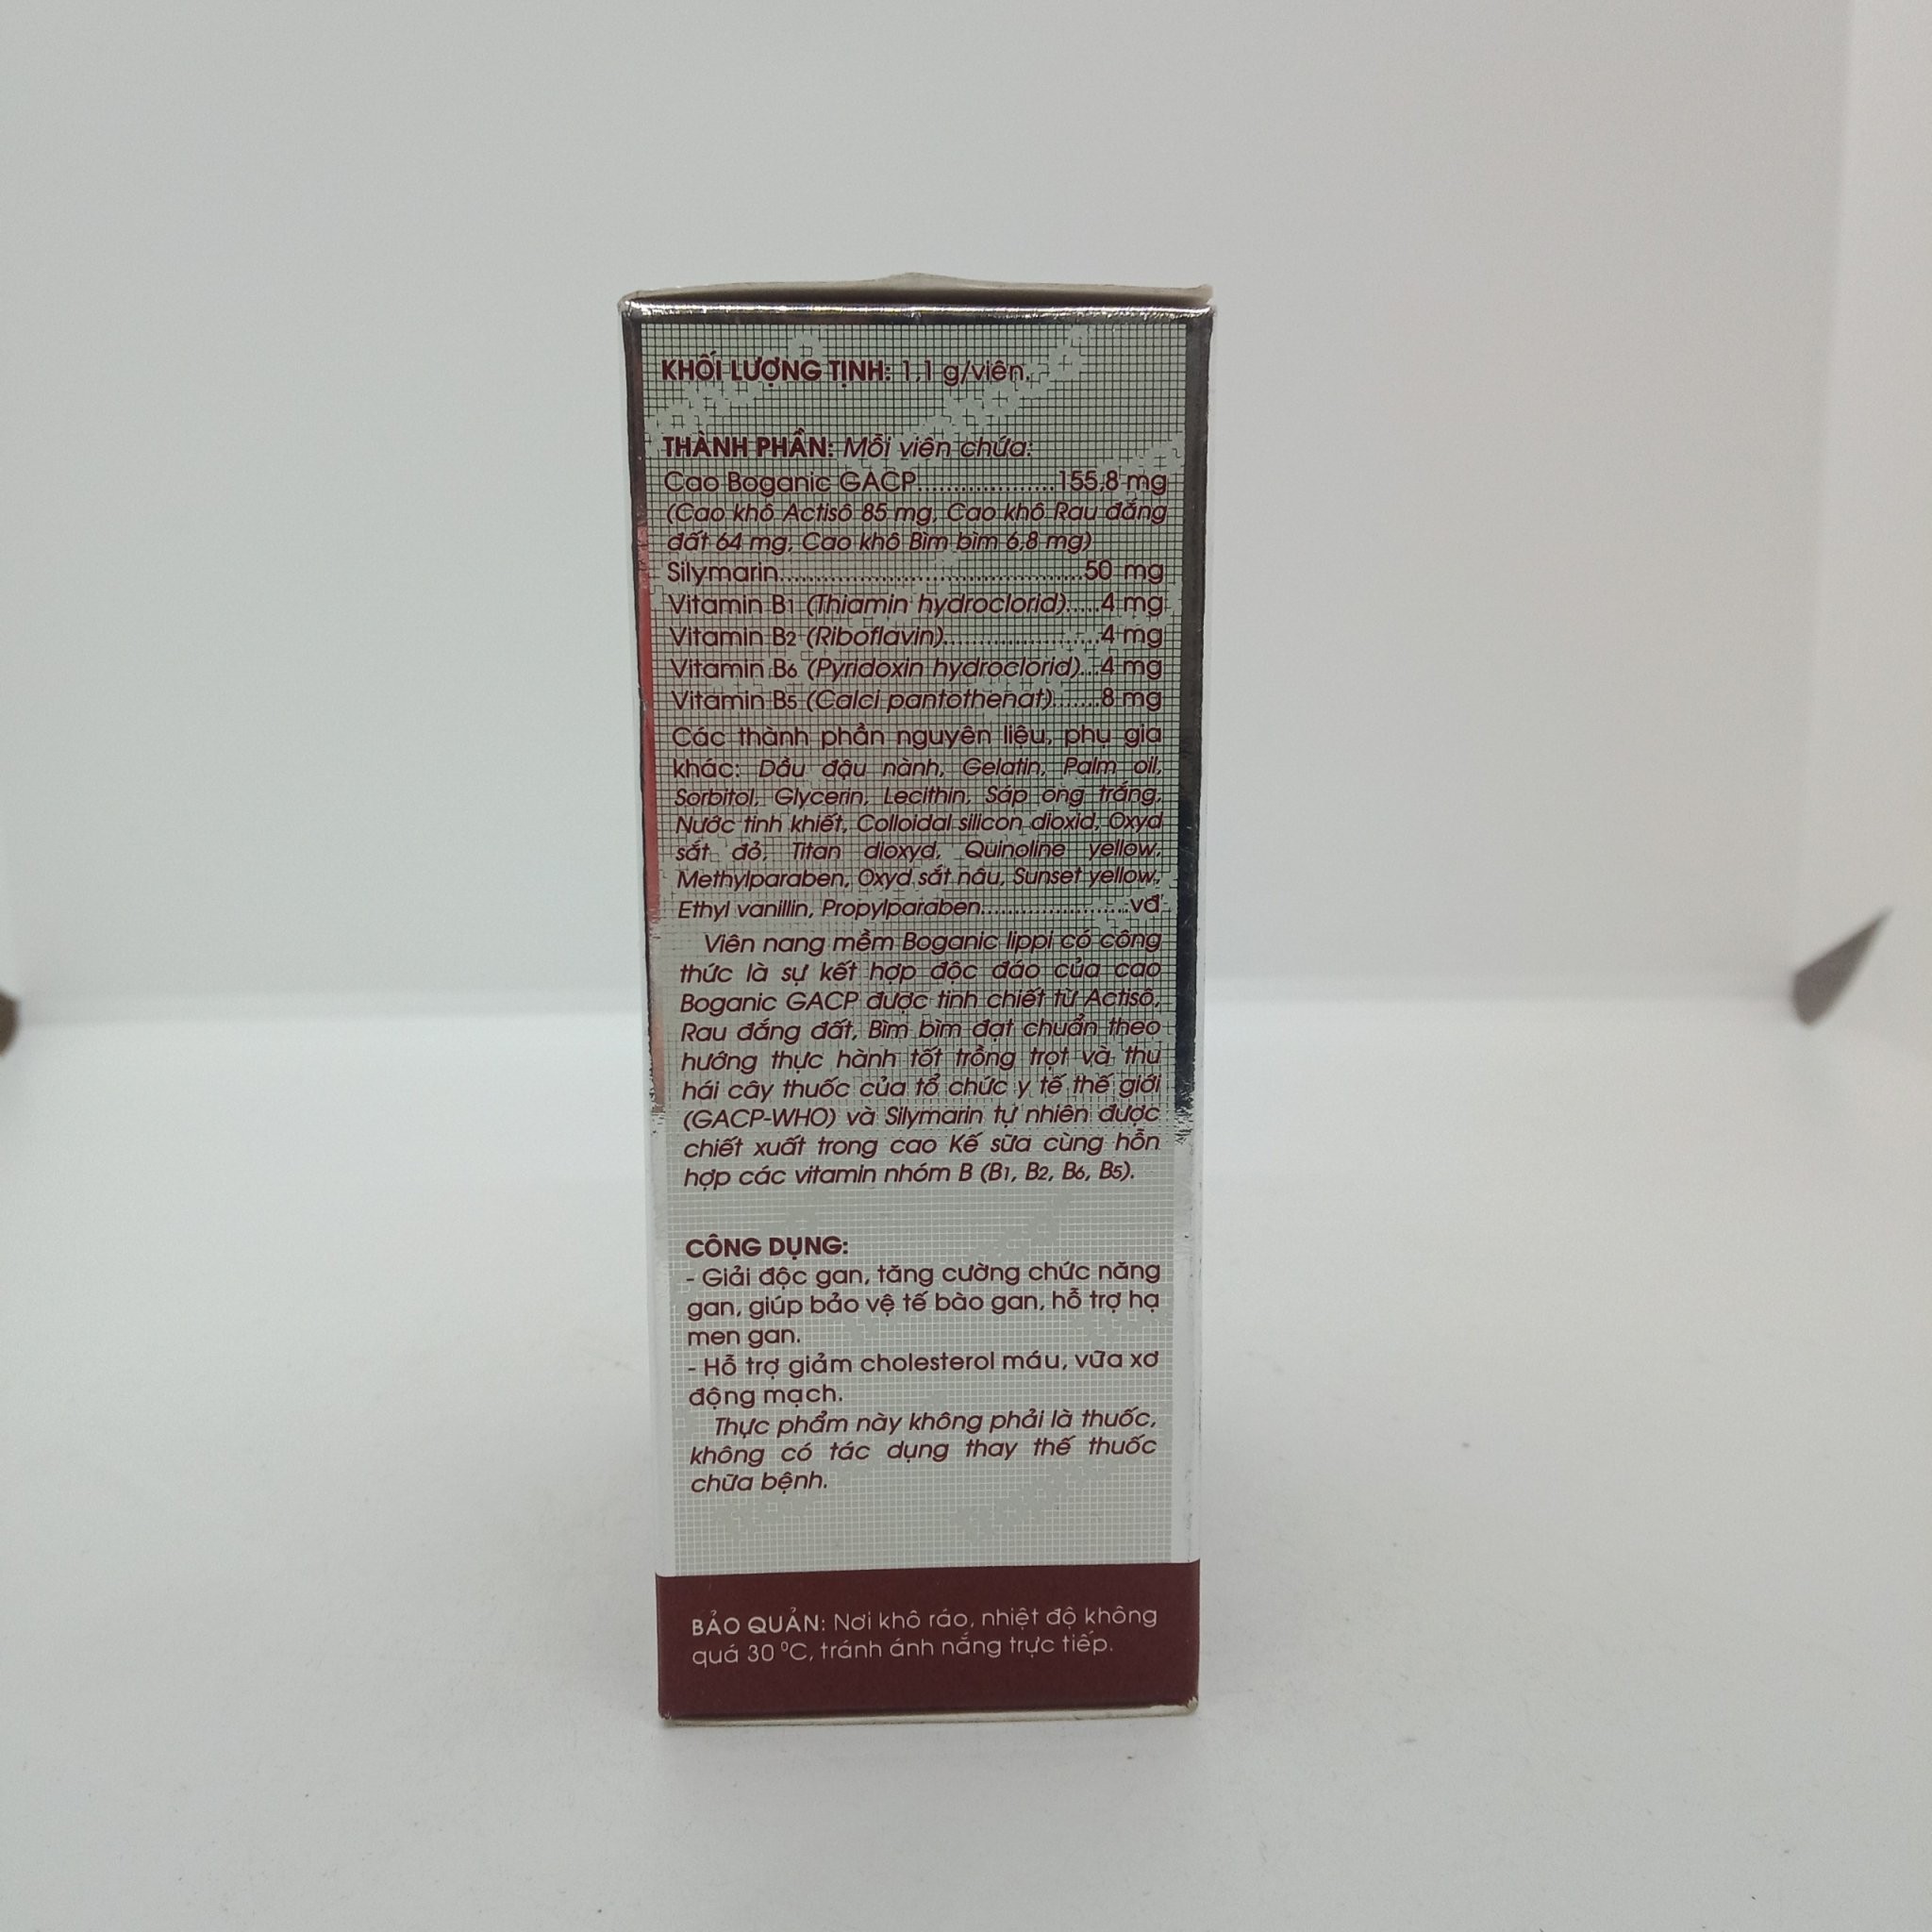 KHỐI LƯỢNG TỊNH: 1,1 g/viên.
THÀNH PHẦN: Mỗi viên chứa:
Cao Boganic GACP...................155,8 mg
(Cao khô Actisô 85 mg, Cao khô Rau đắng
đất 64 mg, Cao khô Bìm bìm 6,8 mg)
Silymarin..........................................50 mg
Vitamin B1 (Thiamin hydroclorid).....4 mg
Vitamin B2 (Riboflavin)......................4 mg
Vitamin B6 (Pyridoxin hydroclorid)...4 mg
Vitamin B5 (Calci pantothenat).......8 mg
Các thành phần nguyên liệu, phụ gia
khác: Dầu đậu nành, Gelatin, Palm oil,
Sorbitol, Glycerin, Lecithin, Sáp ong trắng,
Nước tinh khiết, Colloidal silicon dioxid, Oxyd
sắt đỏ, Titan dioxyd, Quinoline yellow,
Methylparaben, Oxyd sắt nâu, Sunset yellow,
Ethyl vanillin, Propylparaben.....................vđ
Viên nang mềm Boganic lippi có công
thức là sự kết hợp độc đáo của cao
Boganic GACP được tinh chiết từ Actisô,
Rau đắng đất, Bìm bìm đạt chuẩn theo
hướng thực hành tốt trồng trọt và thu
hái cây thuốc của tổ chức y tế thế giới
(GACP-WHO) và Silymarin tự nhiên được
chiết xuất trong cao Kế sữa cùng hỗn
hợp các vitamin nhóm B (B1, B2, B6, B5).
CÔNG DỤNG:
- Giải độc gan, tăng cường chức năng
gan, giúp bảo vệ tế bào gan, hỗ trợ hạ
men gan.
- Hỗ trợ giảm cholesterol máu, vữa xơ
động mạch.
Thực phẩm này không phải là thuốc,
không có tác dụng thay thế thuốc
chữa bệnh.
BẢO QUẢN: Nơi khô ráo, nhiệt độ không
quá 30 ⁰C, tránh ánh nắng trực tiếp.